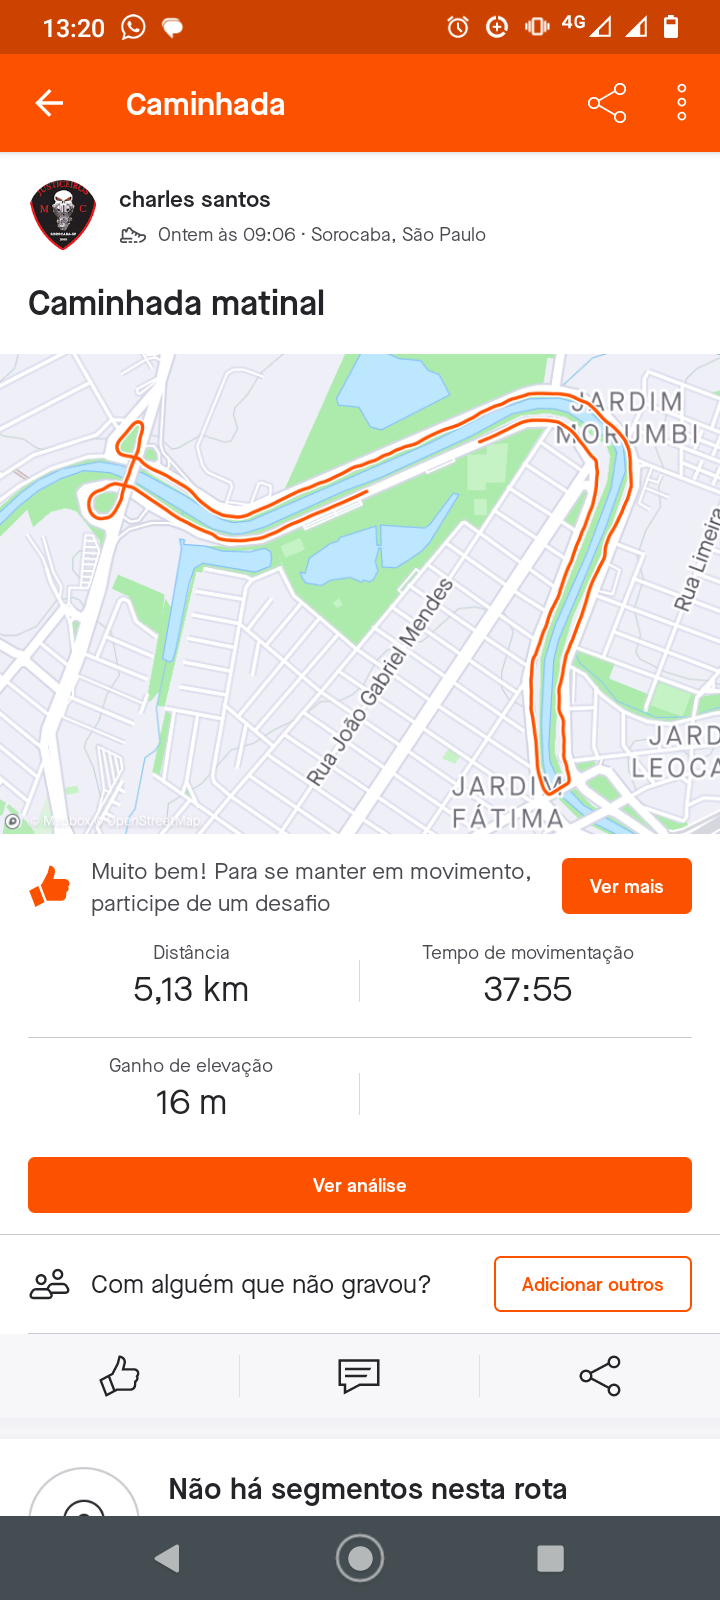 13:20
4G
Caminhada
JUSTICEIROS
M C
SOROCABA-SP
charles santos
Ontem às 09:06 · Sorocaba, São Paulo
Caminhada matinal
JARDIM
MORUMBI
Rua Limeira
Rua João Gabriel Mendes
JARD
LEOCA
JARDIM
FÁTIMA
© Mapbox © OpenStreetMap
Muito bem! Para se manter em movimento,
participe de um desafio
Ver mais
Distância
5,13 km
Tempo de movimentação
37:55
Ganho de elevação
16 m
Ver análise
Com alguém que não gravou?
Adicionar outros
Não há segmentos nesta rota